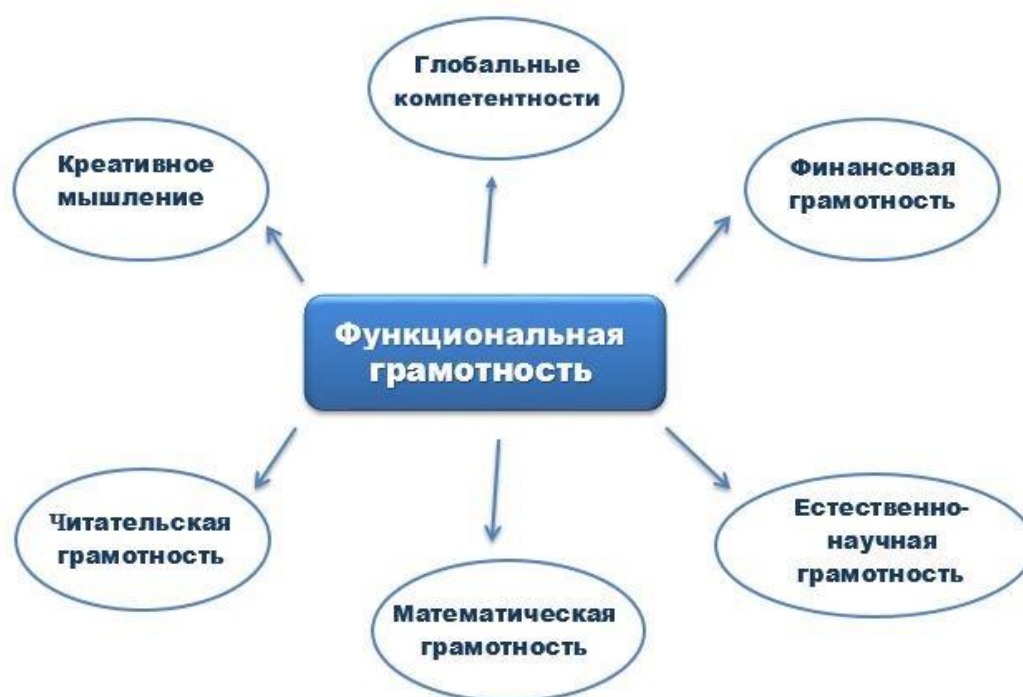 Глобальные
компетентности
Креативное
мышление
Финансовая
грамотность
Функциональная
грамотность
Читательская
грамотность
Естественно-
научная
грамотность
Математическая
грамотность